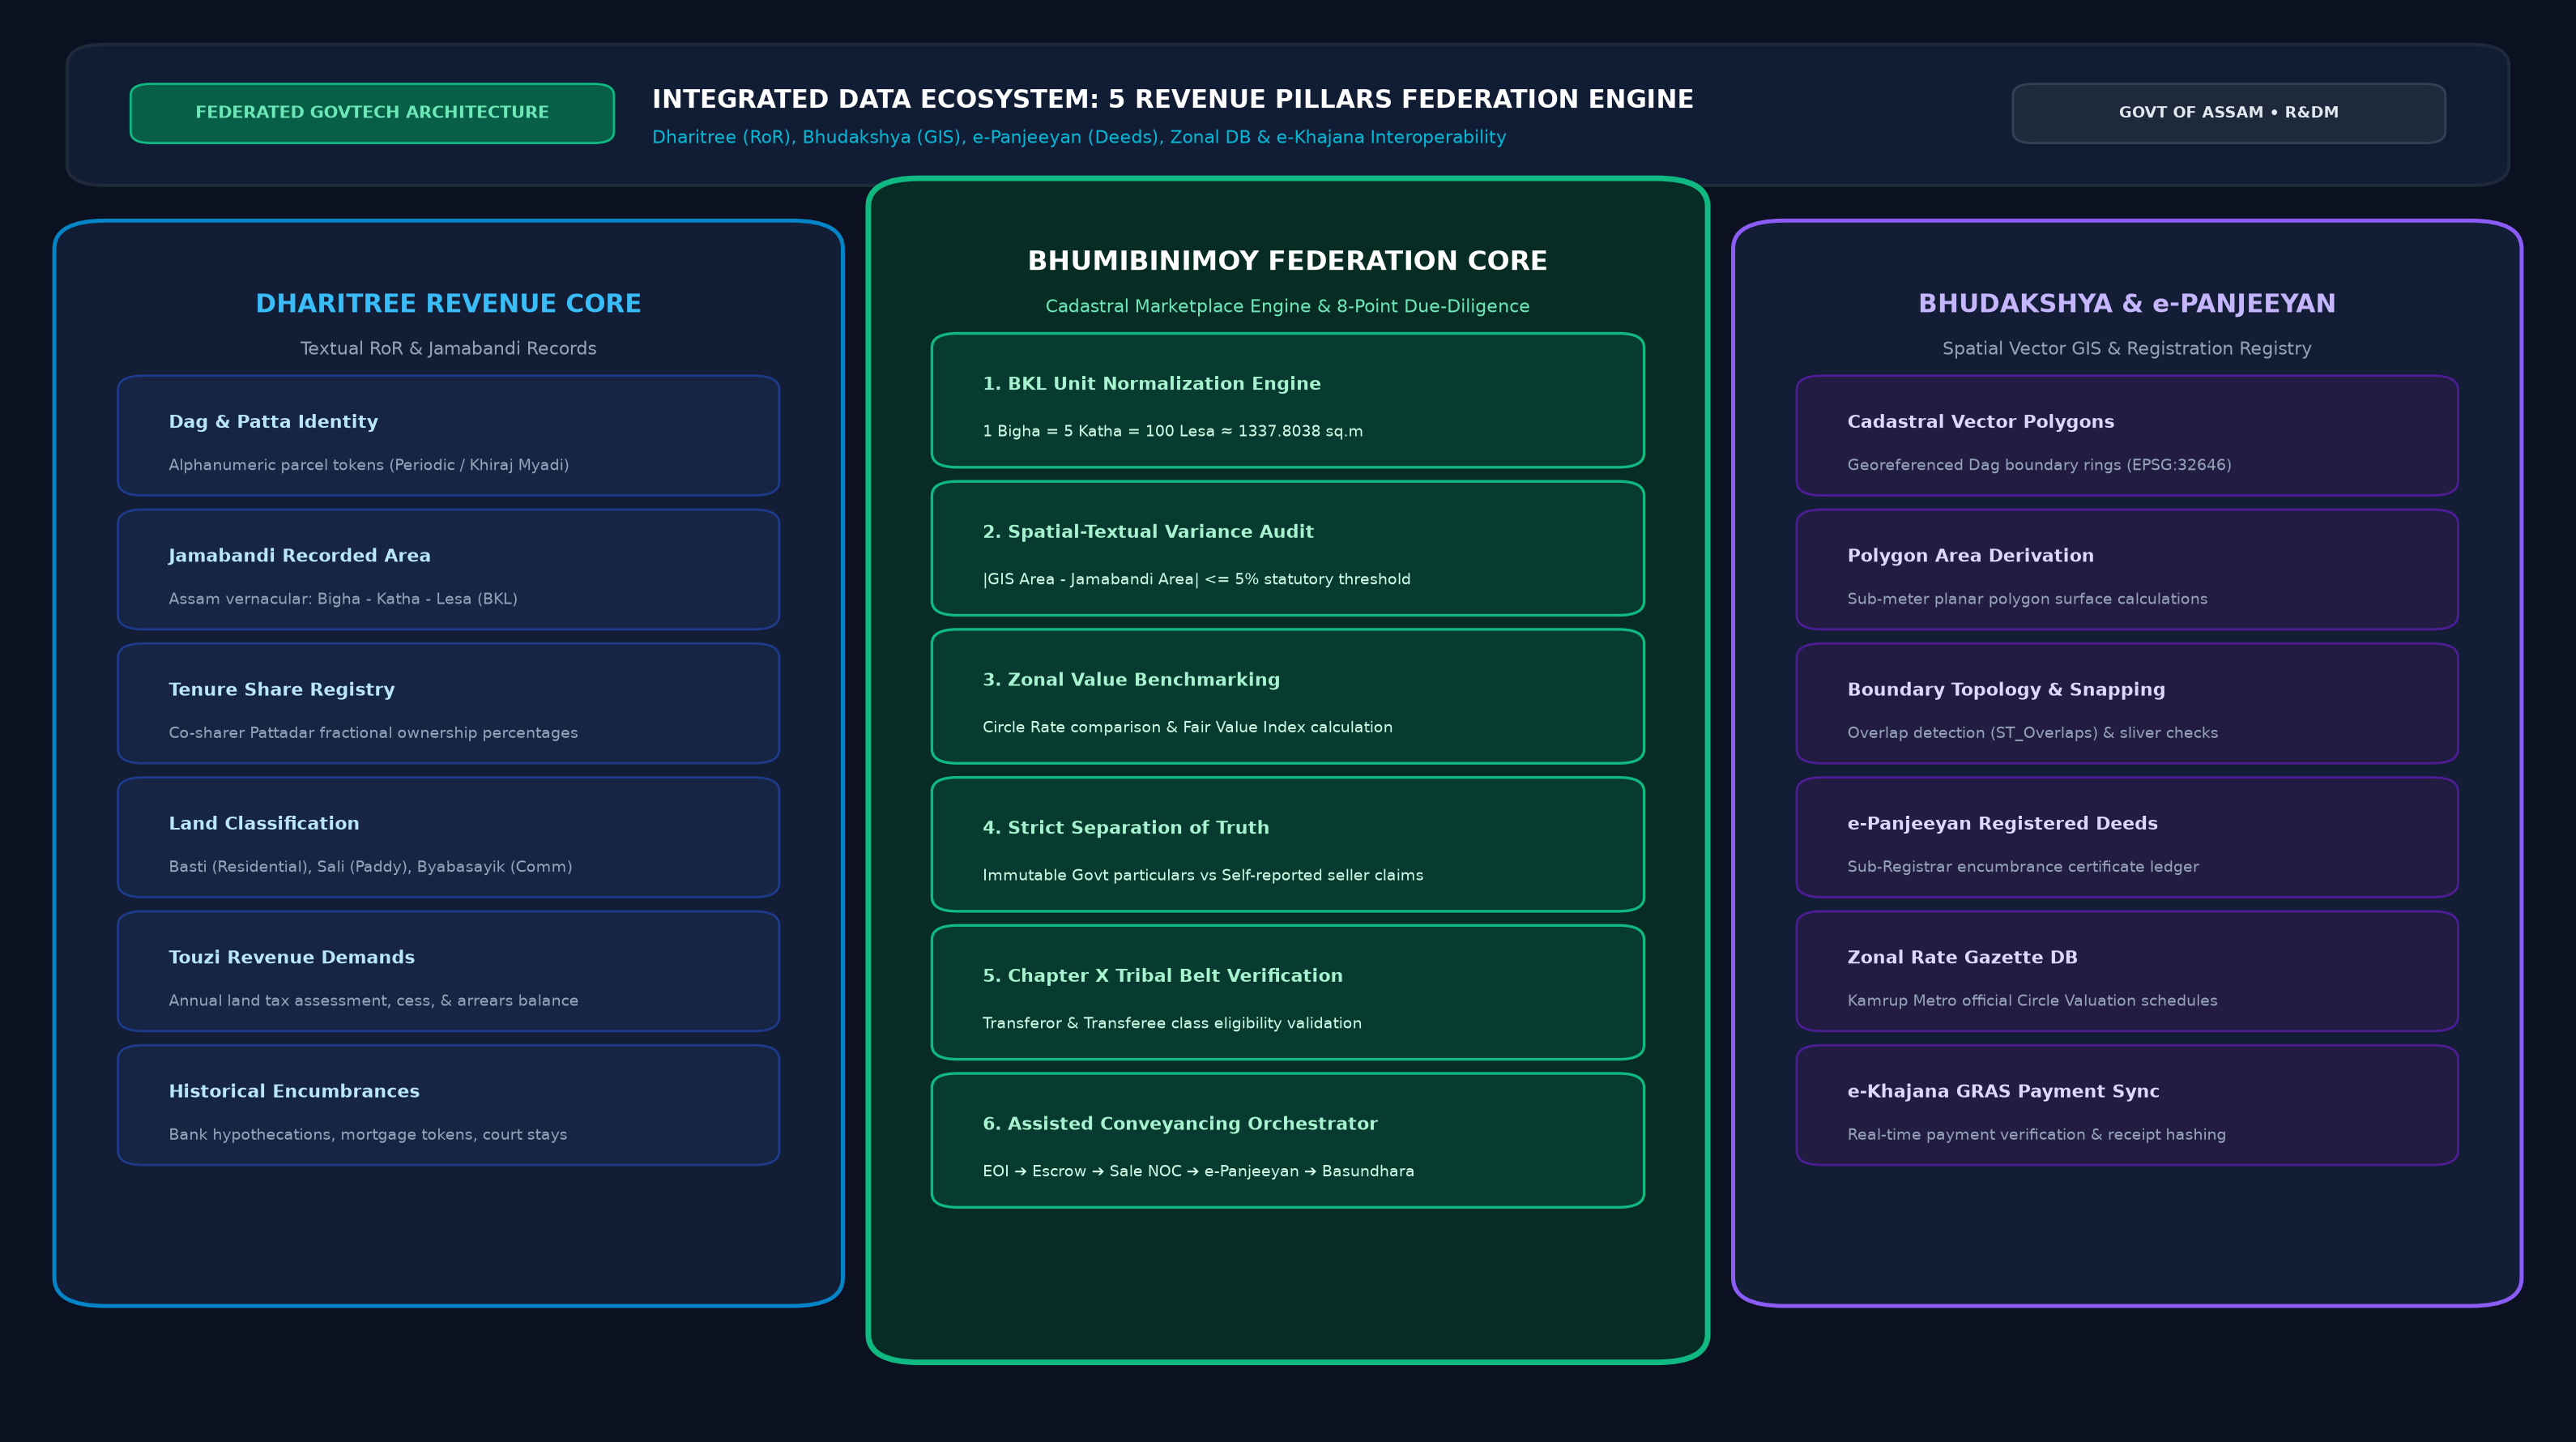 FEDERATED GOVTECH ARCHITECTURE
INTEGRATED DATA ECOSYSTEM: 5 REVENUE PILLARS FEDERATION ENGINE
Dharitree (RoR), Bhudakshya (GIS), e-Panjeeyan (Deeds), Zonal DB & e-Khajana Interoperability
GOVT OF ASSAM • R&DM
DHARITREE REVENUE CORE
Textual RoR & Jamabandi Records
Dag & Patta Identity
Alphanumeric parcel tokens (Periodic / Khiraj Myadi)
Jamabandi Recorded Area
Assam vernacular: Bigha - Katha - Lesa (BKL)
Tenure Share Registry
Co-sharer Pattadar fractional ownership percentages
Land Classification
Basti (Residential), Sali (Paddy), Byabasayik (Comm)
Touzi Revenue Demands
Annual land tax assessment, cess, & arrears balance
Historical Encumbrances
Bank hypothecations, mortgage tokens, court stays
BHUMIBINIMOY FEDERATION CORE
Cadastral Marketplace Engine & 8-Point Due-Diligence
1. BKL Unit Normalization Engine
1 Bigha = 5 Katha = 100 Lesa ≈ 1337.8038 sq.m
2. Spatial-Textual Variance Audit
|GIS Area - Jamabandi Area| <= 5% statutory threshold
3. Zonal Value Benchmarking
Circle Rate comparison & Fair Value Index calculation
4. Strict Separation of Truth
Immutable Govt particulars vs Self-reported seller claims
5. Chapter X Tribal Belt Verification
Transferor & Transferee class eligibility validation
6. Assisted Conveyancing Orchestrator
EOI ➔ Escrow ➔ Sale NOC ➔ e-Panjeeyan ➔ Basundhara
BHUDAKSHYA & e-PANJEEYAN
Spatial Vector GIS & Registration Registry
Cadastral Vector Polygons
Georeferenced Dag boundary rings (EPSG:32646)
Polygon Area Derivation
Sub-meter planar polygon surface calculations
Boundary Topology & Snapping
Overlap detection (ST_Overlaps) & sliver checks
e-Panjeeyan Registered Deeds
Sub-Registrar encumbrance certificate ledger
Zonal Rate Gazette DB
Kamrup Metro official Circle Valuation schedules
e-Khajana GRAS Payment Sync
Real-time payment verification & receipt hashing